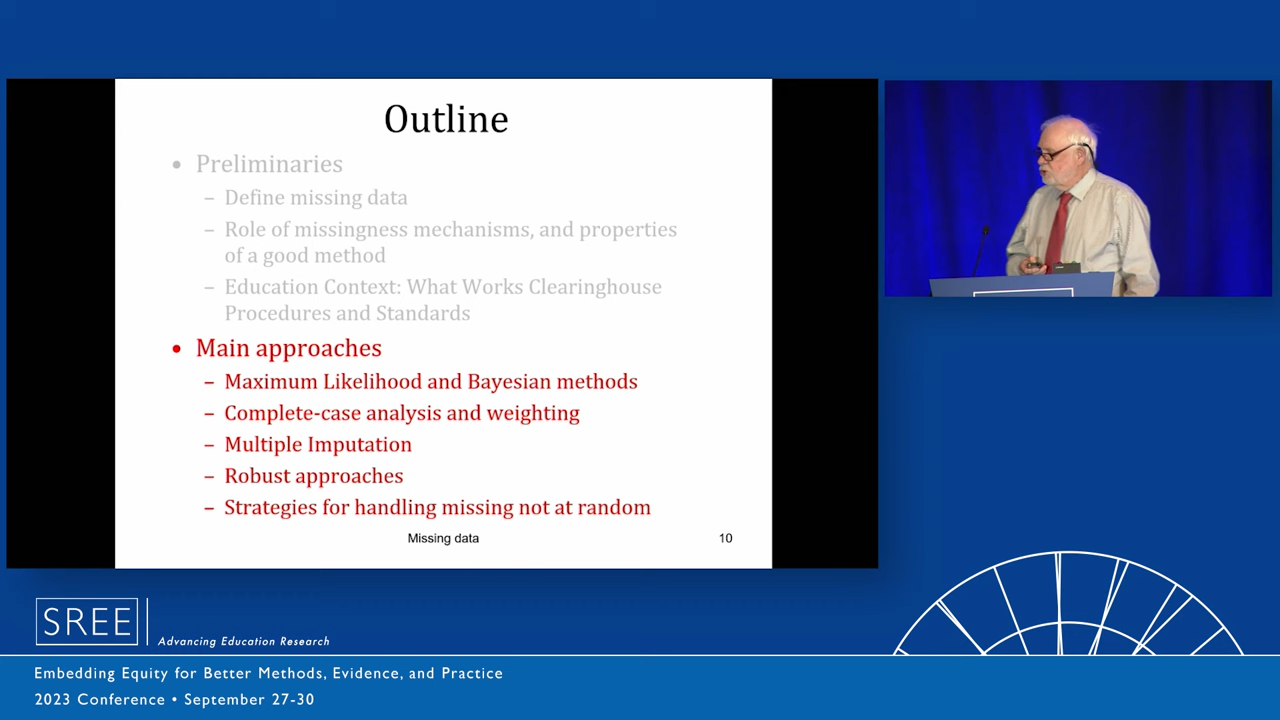 Outline
• Preliminaries
– Define missing data
– Role of missingness mechanisms, and properties
of a good method
– Education Context: What Works Clearinghouse
Procedures and Standards
• Main approaches
– Maximum Likelihood and Bayesian methods
– Complete-case analysis and weighting
– Multiple Imputation
– Robust approaches
– Strategies for handling missing not at random
Missing data 10
SREE Advancing Education Research
Embedding Equity for Better Methods, Evidence, and Practice
2023 Conference • September 27-30